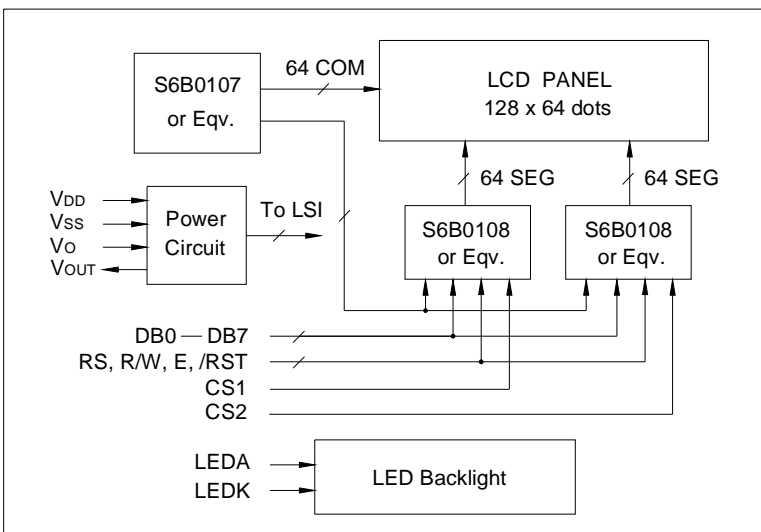 S6B0107
or Eqv.
64 COM
LCD PANEL
128 x 64 dots
64 SEG
64 SEG
VDD
VSS
VO
VOUT
Power
Circuit
To LSI
S6B0108
or Eqv.
S6B0108
or Eqv.
DB0 — DB7
RS, R/W, E, /RST
CS1
CS2
LEDA
LEDK
LED Backlight